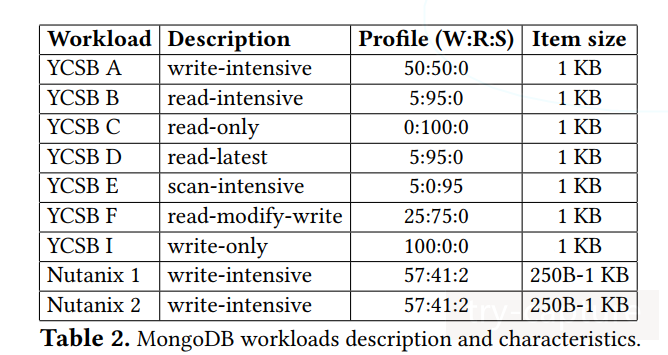 Workload Description Profile (W:R:S) Item size
YCSB A write-intensive 50:50:0 1 KB
YCSB B read-intensive 5:95:0 1 KB
YCSB C read-only 0:100:0 1 KB
YCSB D read-latest 5:95:0 1 KB
YCSB E scan-intensive 5:0:95 1 KB
YCSB F read-modify-write 25:75:0 1 KB
YCSB I write-only 100:0:0 1 KB
Nutanix 1 write-intensive 57:41:2 250B-1 KB
Nutanix 2 write-intensive 57:41:2 250B-1 KB
Table 2. MongoDB workloads description and characteristics.